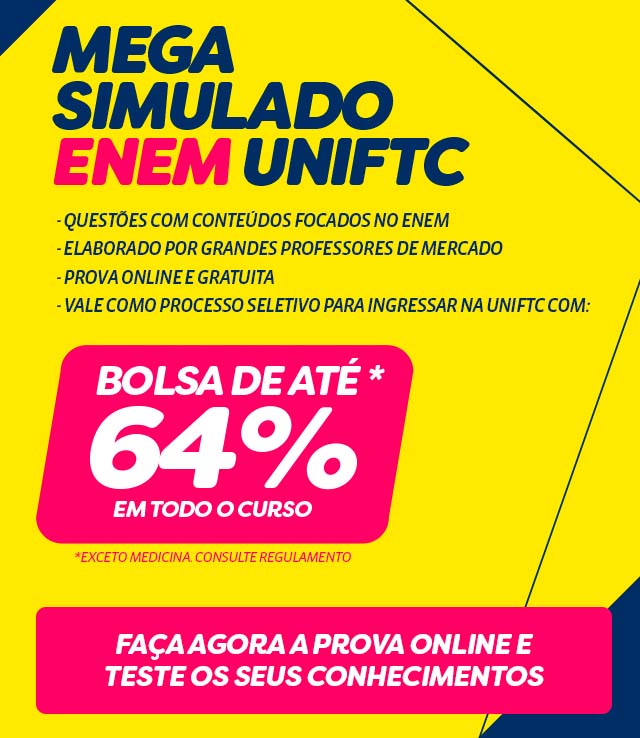 MEGA
SIMULADO
ENEM UNIFTC
- QUESTÕES COM CONTEÚDOS FOCADOS NO ENEM
- ELABORADO POR GRANDES PROFESSORES DE MERCADO
- PROVA ONLINE E GRATUITA
- VALE COMO PROCESSO SELETIVO PARA INGRESSAR NA UNIFTC COM:
BOLSA DE ATÉ *
64%
EM TODO O CURSO
*EXCETO MEDICINA. CONSULTE REGULAMENTO
FAÇA AGORA A PROVA ONLINE E
TESTE OS SEUS CONHECIMENTOS